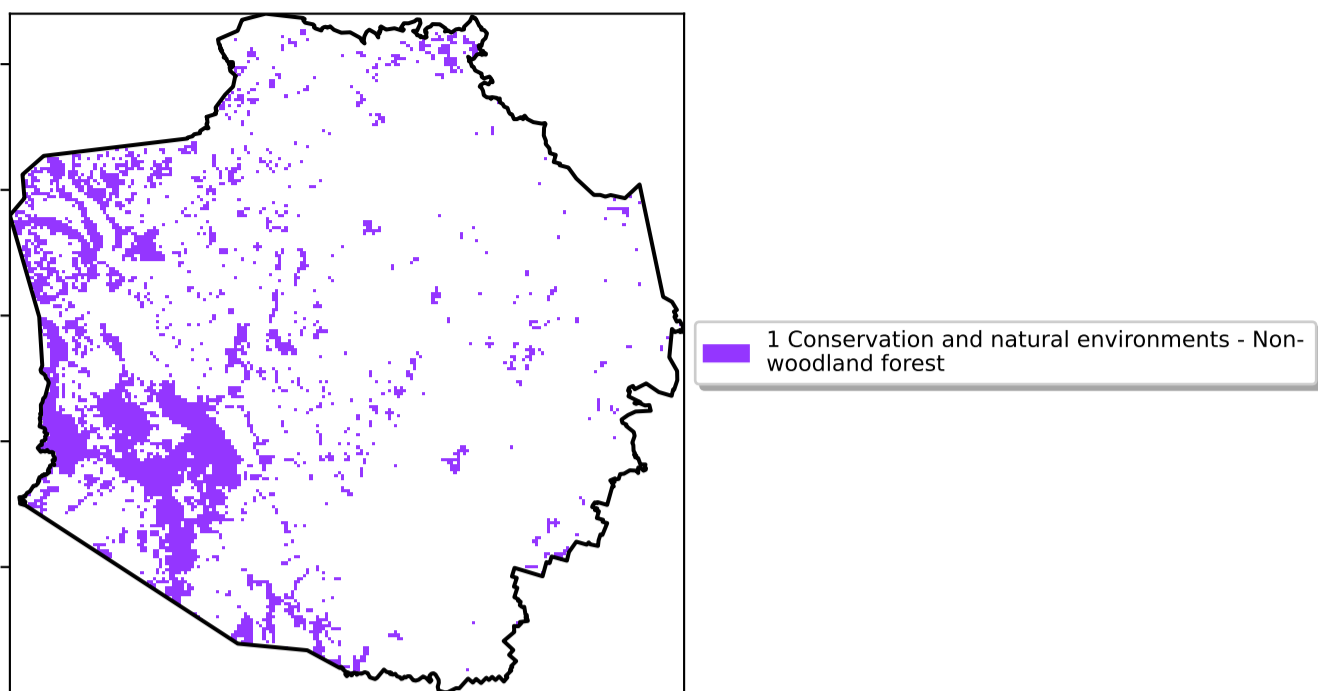 1 Conservation and natural environments - Non-
woodland forest